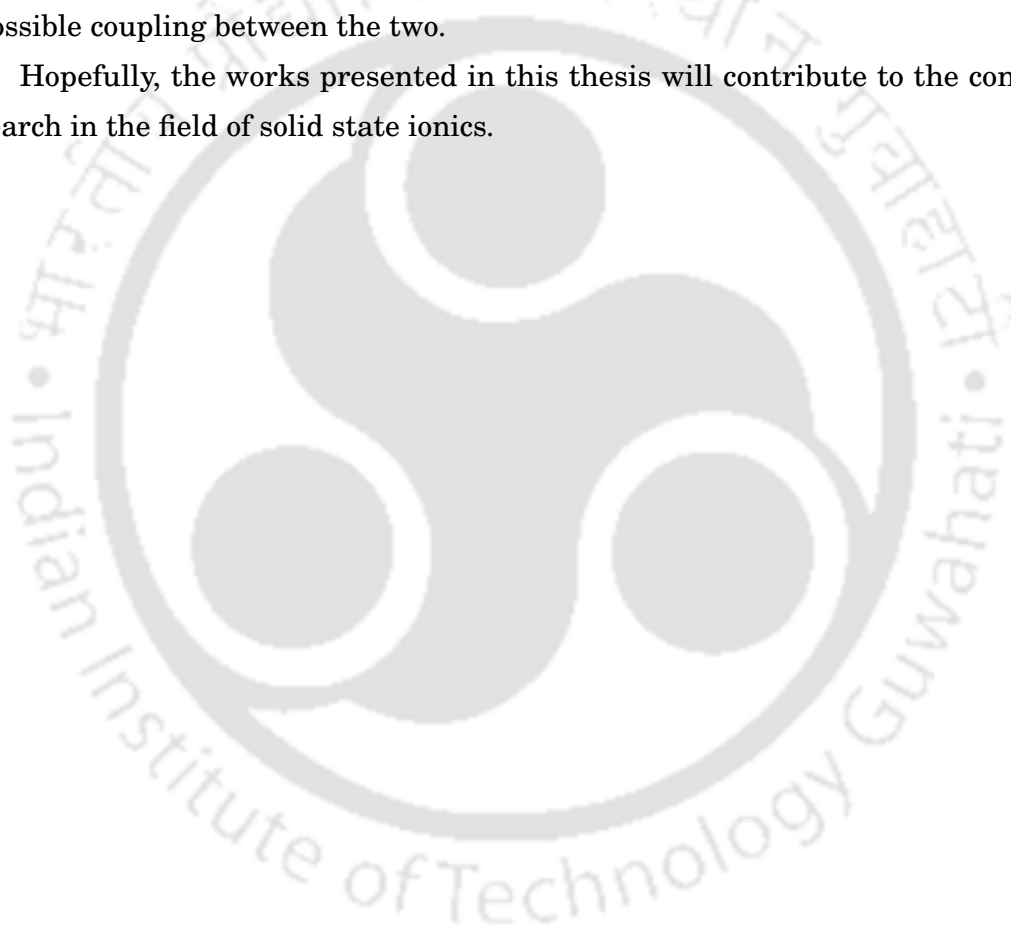 ossible coupling between the two.
Hopefully, the works presented in this thesis will contribute to the con
earch in the field of solid state ionics.
Indian Institute of Technology Guwahati